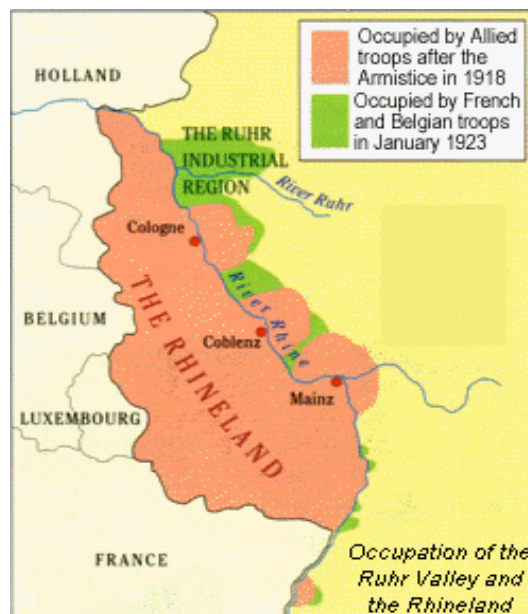 Occupied by Allied
troops after the
Armistice in 1918
Occupied by French
and Belgian troops
in January 1923
HOLLAND
THE RUHR
INDUSTRIAL
REGION
River Ruhr
Cologne
River Rhine
THE RHINELAND
BELGIUM
Coblenz
Mainz
LUXEMBOURG
FRANCE
Occupation of the
Ruhr Valley and
the Rhineland